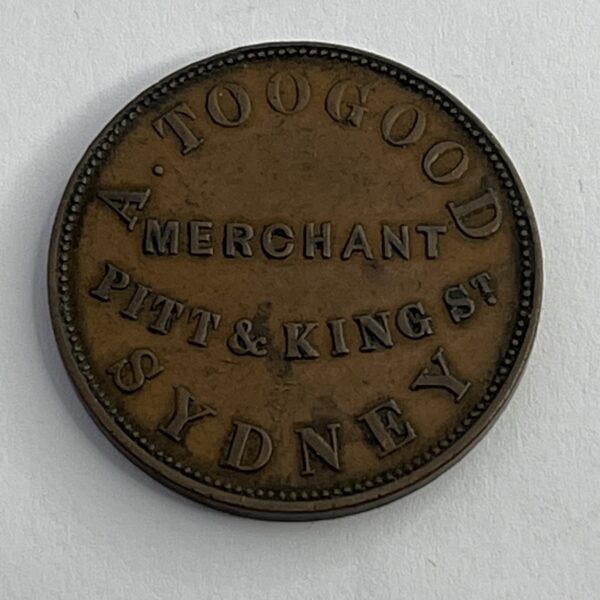 A. TOOGOOD
MERCHANT
PITT & KING ST.
SYDNEY